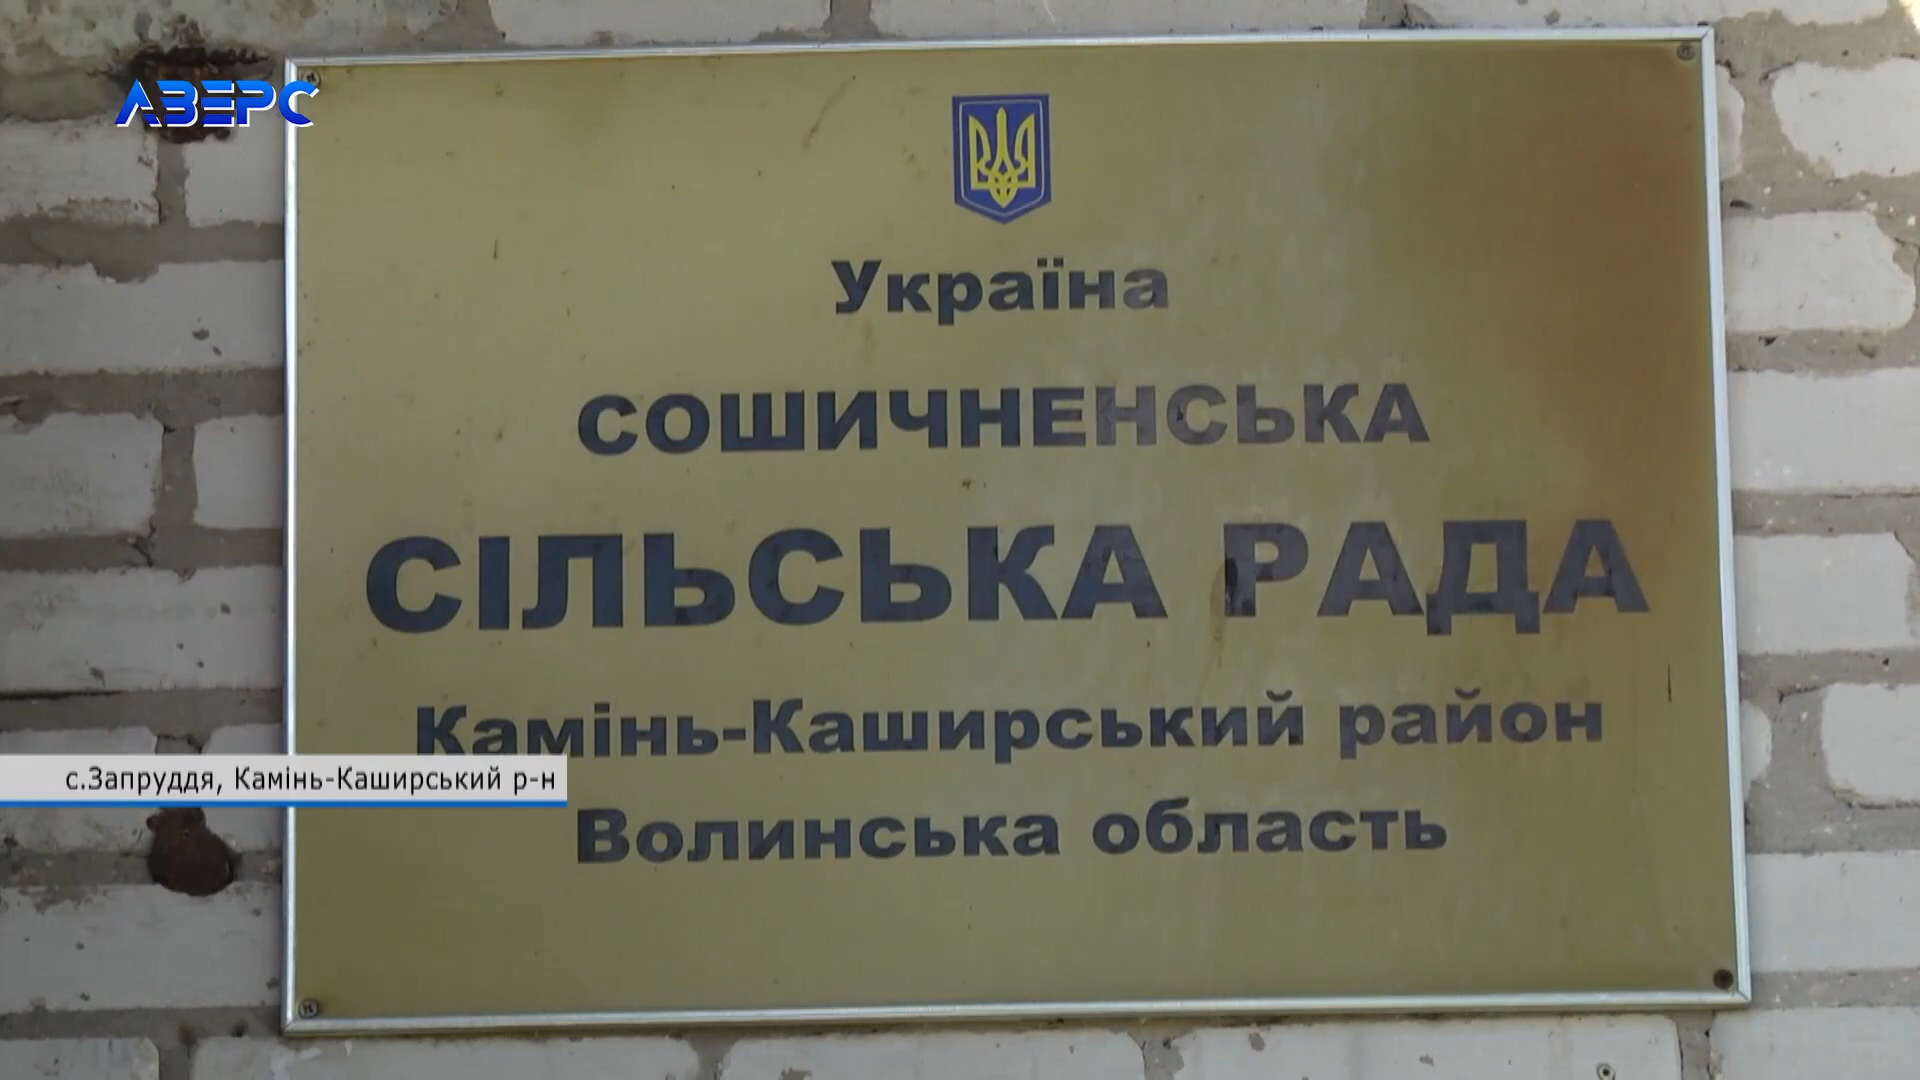 АВЕРС
Україна
СОШИЧНЕНСЬКА
СІЛЬСЬКА РАДА
Камінь-Каширський район
с.Запруддя, Камінь-Каширський р-н
Волинська область